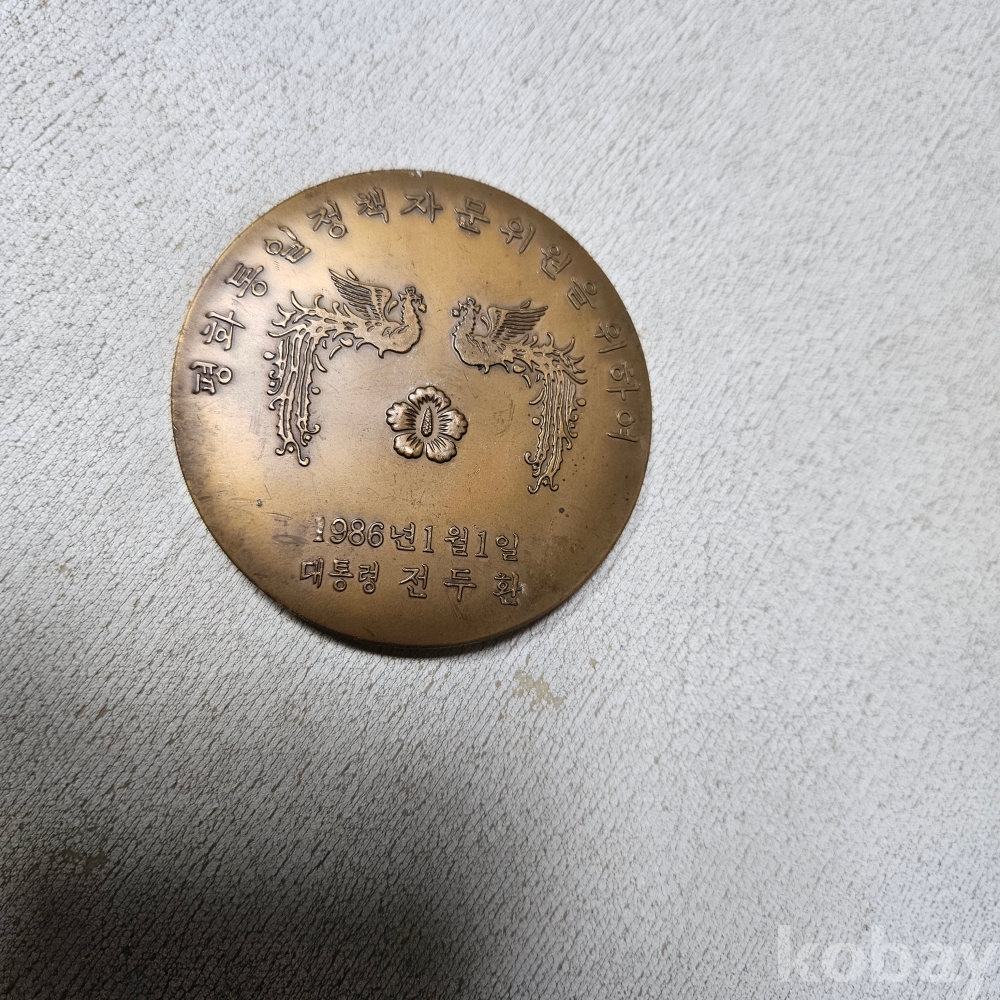 평화통일정책자문위원을 위하여
1986년 1월 1일
대통령 전두환
kobay